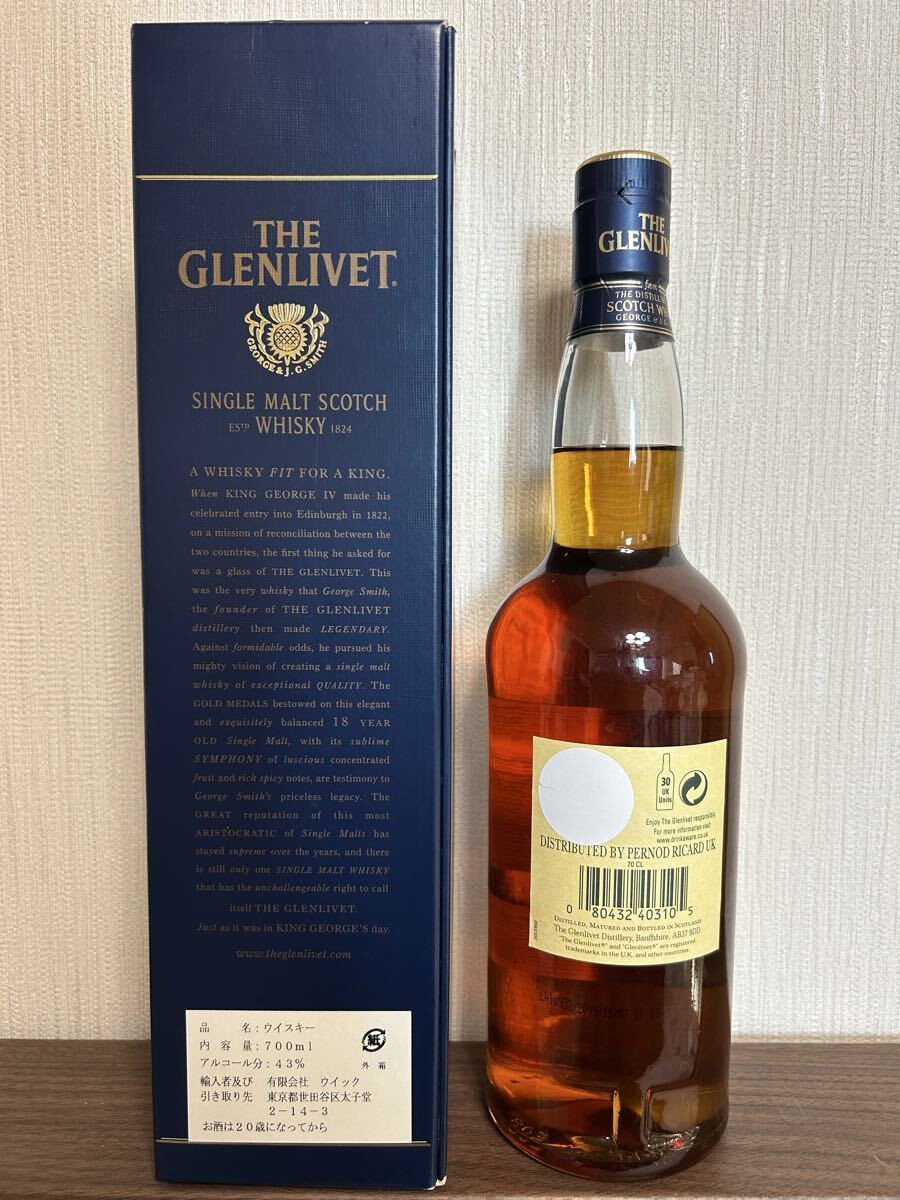 THE
GLENLIVET®
GEORGE & J.G. SMITH
SINGLE MALT SCOTCH
ESTD WHISKY 1824
A WHISKY FIT FOR A KING.
When KING GEORGE IV made his
celebrated entry into Edinburgh in 1822,
on a mission of reconciliation between the
two countries, the first thing he asked for
was a glass of THE GLENLIVET. This
was the very whisky that George Smith,
the founder of THE GLENLIVET
distillery then made LEGENDARY.
Against formidable odds, he pursued his
mighty vision of creating a single malt
whisky of exceptional QUALITY. The
GOLD MEDALS bestowed on this elegant
and exquisitely balanced 18 YEAR
OLD Single Malt, with its sublime
SYMPHONY of luscious concentrated
fruit and rich spicy notes, are testimony to
George Smith's priceless legacy. The
GREAT reputation of this most
ARISTOCRATIC of Single Malts has
stayed supreme over the years, and there
is still only one SINGLE MALT WHISKY
that has the unchallengeable right to call
itself THE GLENLIVET.
Just as it was in KING GEORGE'S day.
www.theglenlivet.com
品名:ウイスキー
内容量:700ml
アルコール分:43%
紙
外箱
輸入者及び 有限会社 ウイック
引き取り先 東京都世田谷区太子堂
2-14-3
お酒は20歳になってから
THE
GLENLIV
from
THE DISTILL
SCOTCH W
GEORGE & J.G
30
UK
Units
Enjoy The Glenlivet responsibly
For more information visit
www.drinkaware.co.uk
DISTRIBUTED BY PERNOD RICARD UK
70 CL
0 80432 40310 5
DISTILLED, MATURED AND BOTTLED IN SCOTLAND
The Glenlivet Distillery, Banffshire, AB37 9DD
"The Glenlivet®" and "Glenlivet®" are registered
trademarks in the U.K. and other countries.
2009/10/07